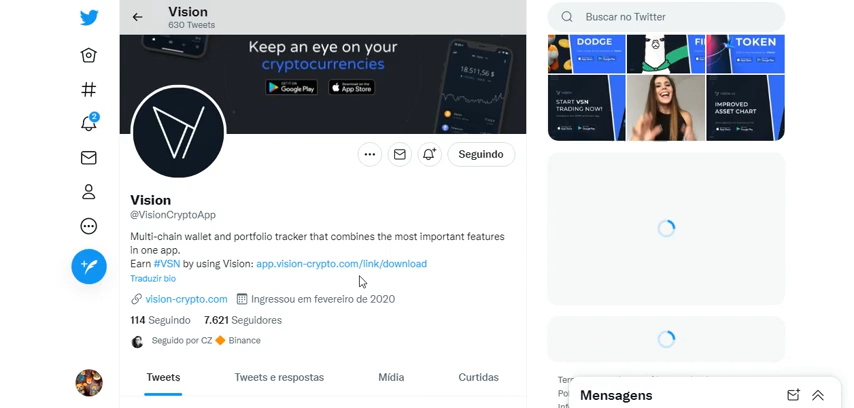 Vision
630 Tweets
Buscar no Twitter
Keep an eye on your
cryptocurrencies
Google Play
App Store
18.511,56 $
DODGE
TOKEN
START VSN
TRADING NOW!
IMPROVED
ASSET CHART
2
Seguindo
Vision
@VisionCryptoApp
Multi-chain wallet and portfolio tracker that combines the most important features
in one app.
Earn #VSN by using Vision: app.vision-crypto.com/link/download
Traduzir bio
vision-crypto.com Ingressou em fevereiro de 2020
114 Seguindo 7.621 Seguidores
Seguido por CZ 🔶 Binance
Tweets
Tweets e respostas
Mídia
Curtidas
Mensagens